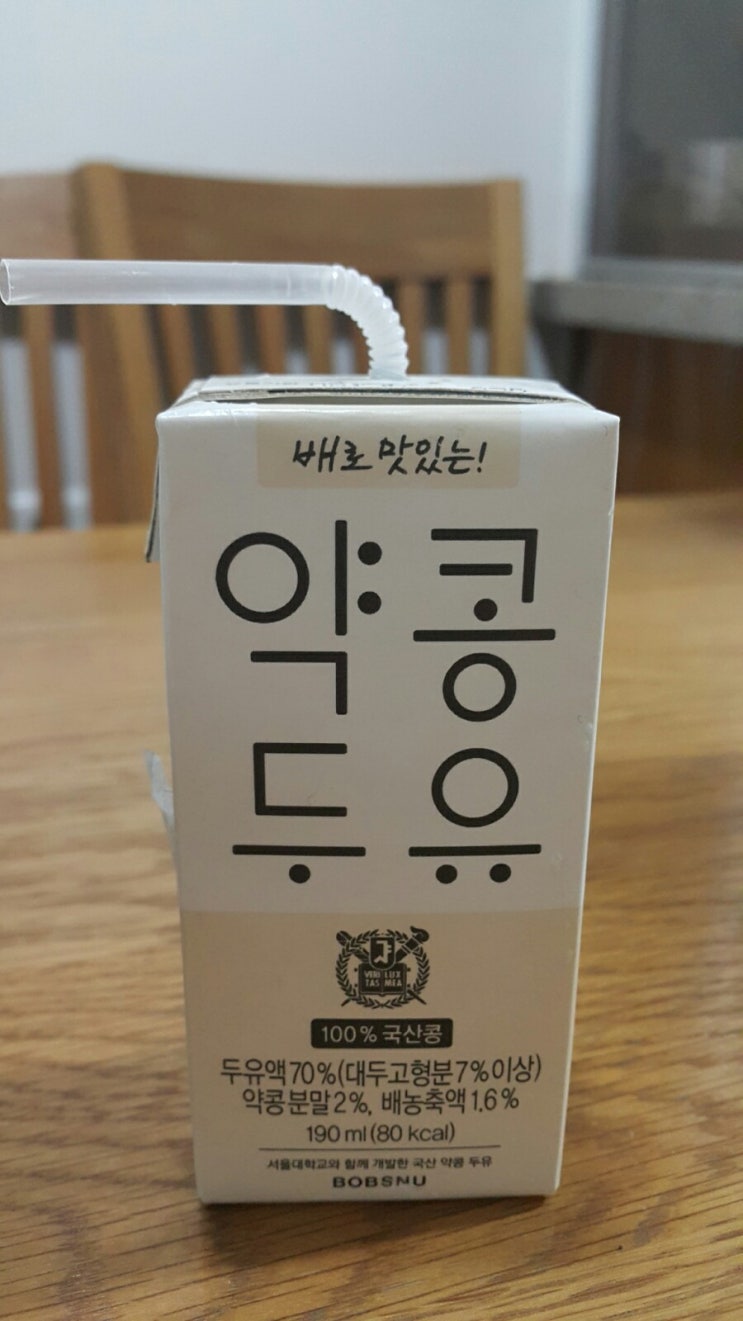 배로 맛있는!
약콩
두유
VERI LUX
TAS MEA
100% 국산콩
두유액 70%(대두고형분 7% 이상)
약콩 분말 2%, 배농축액 1.6%
190 ml (80 kcal)
서울대학교와 함께 개발한 국산 약콩 두유
BOBSNU